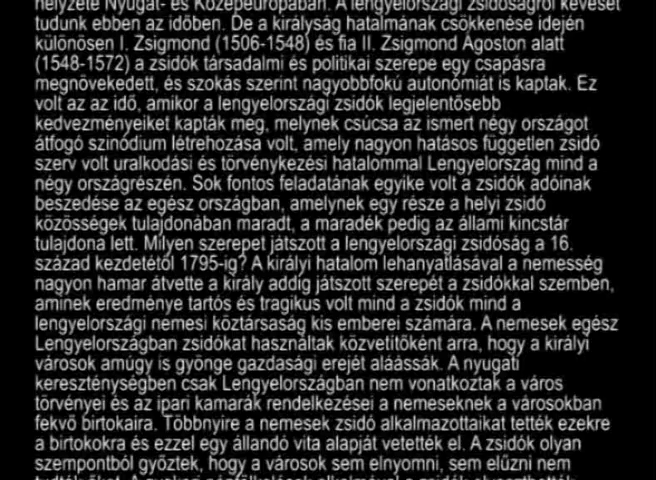 helyzete Nyugat- és Közepeurópában. A lengyelországi zsidóságról keveset
tudunk ebben az időben. De a királyság hatalmának csökkenése idején
különösen I. Zsigmond (1506-1548) és fia II. Zsigmond Ágoston alatt
(1548-1572) a zsidók társadalmi és politikai szerepe egy csapásra
megnövekedett, és szokás szerint nagyobbfokú autonómiát is kaptak. Ez
volt az az idő, amikor a lengyelországi zsidók legjelentősebb
kedvezményeiket kapták meg, melynek csúcsa az ismert négy országot
átfogó szinódium létrehozása volt, amely nagyon hatásos független zsidó
szerv volt uralkodási és törvénykezési hatalommal Lengyelország mind a
négy országrészén. Sok fontos feladatának egyike volt a zsidók adóinak
beszedése az egész országban, amelynek egy része a helyi zsidó
közösségek tulajdonában maradt, a maradék pedig az állami kincstár
tulajdona lett. Milyen szerepet játszott a lengyelországi zsidóság a 16.
század kezdetétől 1795-ig? A királyi hatalom lehanyatlásával a nemesség
nagyon hamar átvette a király addig játszott szerepét a zsidókkal szemben,
aminek eredménye tartós és tragikus volt mind a zsidók mind a
lengyelországi nemesi köztársaság kis emberei számára. A nemesek egész
Lengyelországban zsidókat használtak közvetitőként arra, hogy a királyi
városok amúgy is gyönge gazdasági erejét aláássák. A nyugati
kereszténységben csak Lengyelországban nem vonatkoztak a város
törvényei és az ipari kamarák rendelkezései a nemeseknek a városokban
fekvő birtokaira. Többnyire a nemesek zsidó alkalmazottaikat tették ezekre
a birtokokra és ezzel egy állandó vita alapját vetették el. A zsidók olyan
szempontból győztek, hogy a városok sem elnyomni, sem elűzni nem